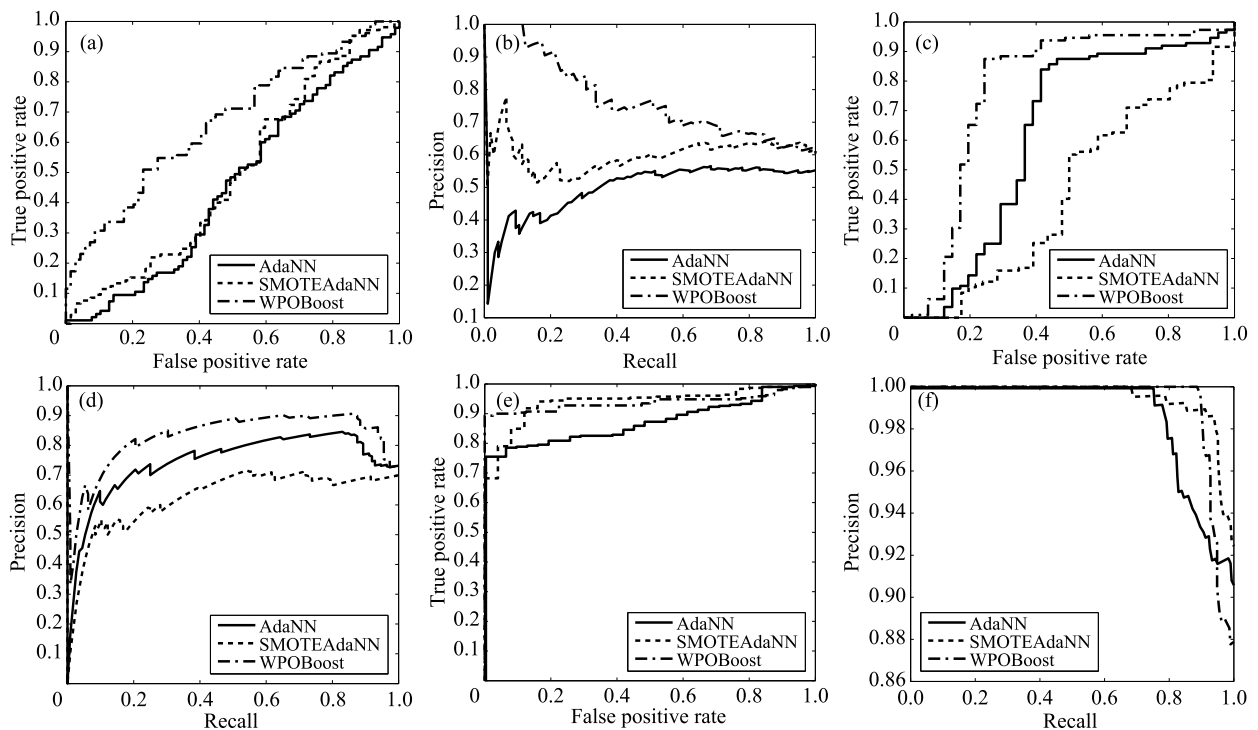 (a)
True positive rate
1.0
0.9
0.8
0.7
0.6
0.5
0.4
0.3
0.2
0.1
0.2
0.4
0.6
0.8
1.0
False positive rate
AdaNN
SMOTEAdaNN
WPOBoost
(b)
Precision
1.0
0.9
0.8
0.7
0.6
0.5
0.4
0.3
0.2
0.1
0.0
0.2
0.4
0.6
0.8
1.0
Recall
AdaNN
SMOTEAdaNN
WPOBoost
(c)
True positive rate
1.0
0.9
0.8
0.7
0.6
0.5
0.4
0.3
0.2
0.1
0.0
0.2
0.4
0.6
0.8
1.0
False positive rate
AdaNN
SMOTEAdaNN
WPOBoost
(d)
Precision
1.0
0.9
0.8
0.7
0.6
0.5
0.4
0.3
0.2
0.1
0.0
0.2
0.4
0.6
0.8
1.0
Recall
AdaNN
SMOTEAdaNN
WPOBoost
(e)
True positive rate
1.0
0.9
0.8
0.7
0.6
0.5
0.4
0.3
0.2
0.1
0.0
0.2
0.4
0.6
0.8
1.0
False positive rate
AdaNN
SMOTEAdaNN
WPOBoost
(f)
Precision
1.00
0.98
0.96
0.94
0.92
0.90
0.88
0.86
0.0
0.2
0.4
0.6
0.8
1.0
Recall
AdaNN
SMOTEAdaNN
WPOBoost